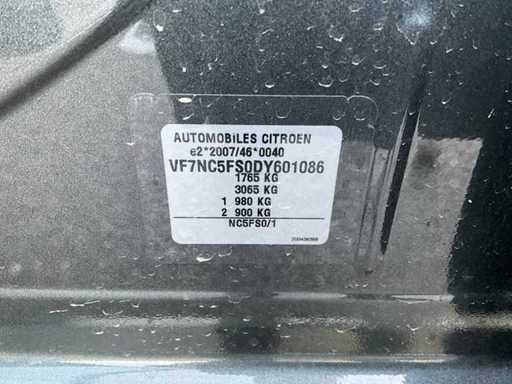 AUTOMOBILES CITROEN
e2*2007/46*0040
VF7NC5FS0DY601086
1765 KG
3065 KG
1 980 KG
2 900 KG
NC5FS0/1